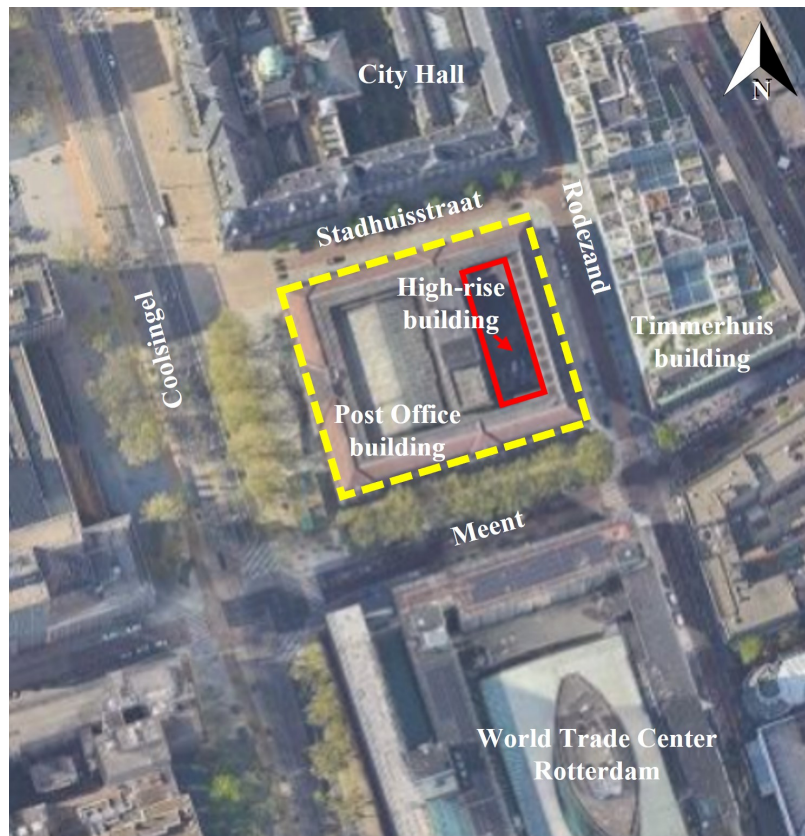 City Hall
N
Stadhuisstraat
Rodezand
High-rise
building
Coolsingel
Timmerhuis
building
Post Office
building
Meent
World Trade Center
Rotterdam